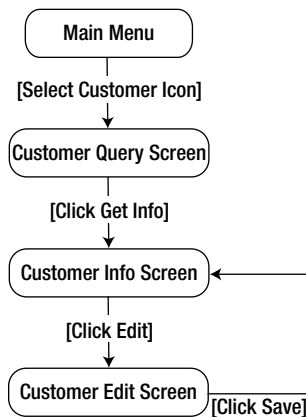 Main Menu
[Select Customer Icon]
Customer Query Screen
[Click Get Info]
Customer Info Screen
[Click Edit]
Customer Edit Screen
[Click Save]